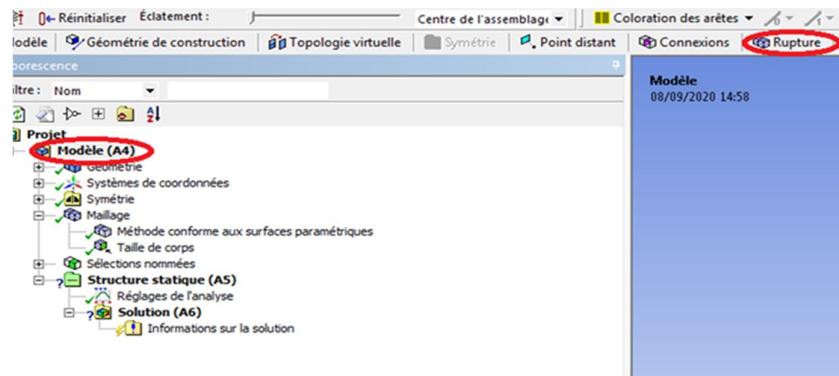 Réinitialiser Éclatement : Centre de l'assemblage Coloration des arêtes
Modèle Géométrie de construction Topologie virtuelle Symétrie Point distant Connexions Rupture
borescence
iltre : Nom
Projet
Modèle (A4)
Géométrie
Systèmes de coordonnées
Symétrie
Maillage
Méthode conforme aux surfaces paramétriques
Taille de corps
Sélections nommées
Structure statique (A5)
Réglages de l'analyse
Solution (A6)
Informations sur la solution
Modèle
08/09/2020 14:58